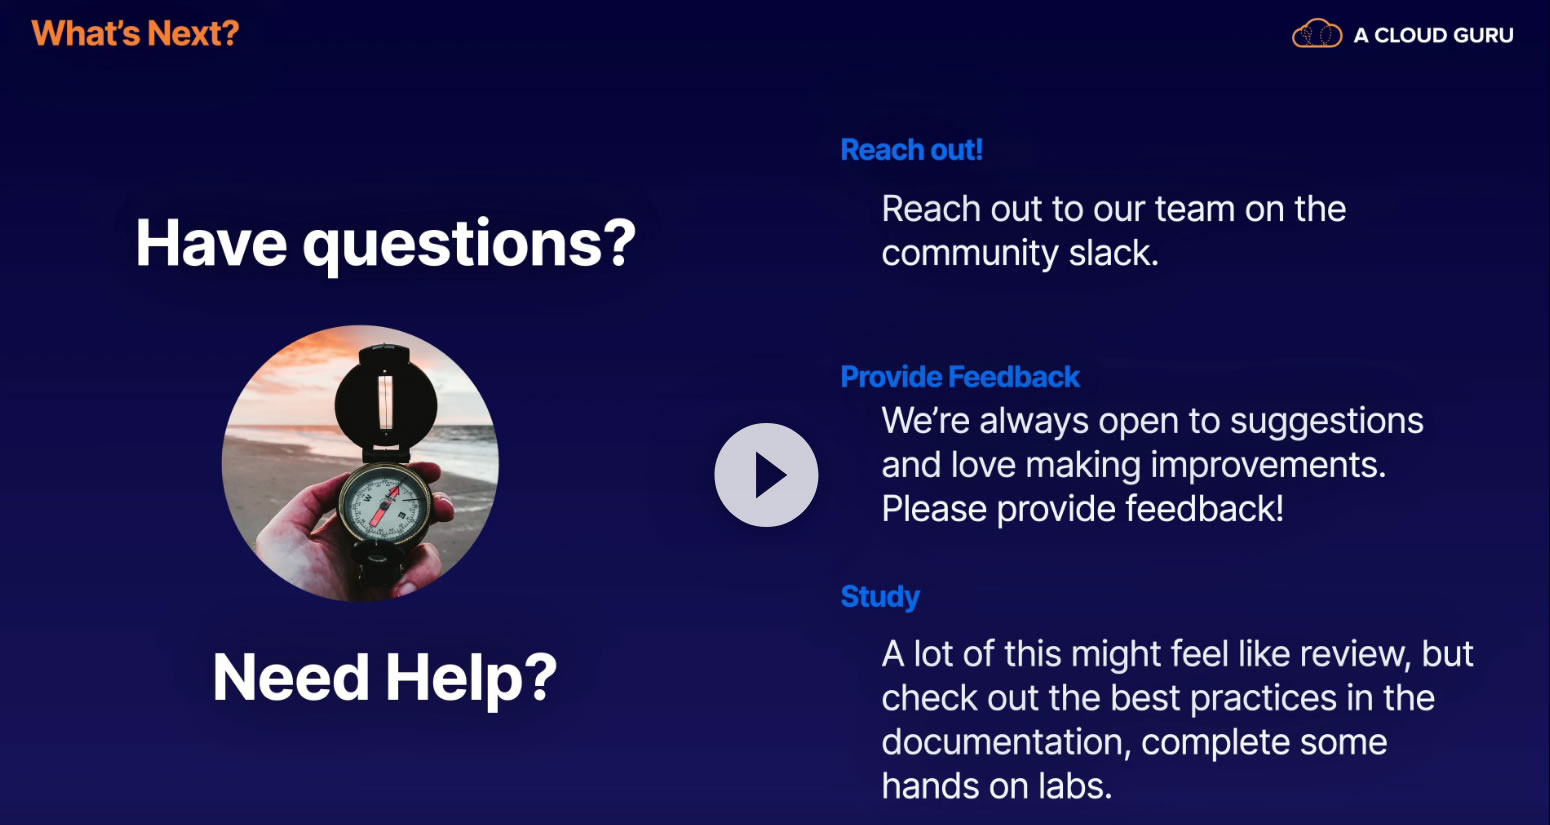 What's Next?
A CLOUD GURU
Have questions?
Need Help?
Reach out!
Reach out to our team on the
community slack.
Provide Feedback
We're always open to suggestions
and love making improvements.
Please provide feedback!
Study
A lot of this might feel like review, but
check out the best practices in the
documentation, complete some
hands on labs.